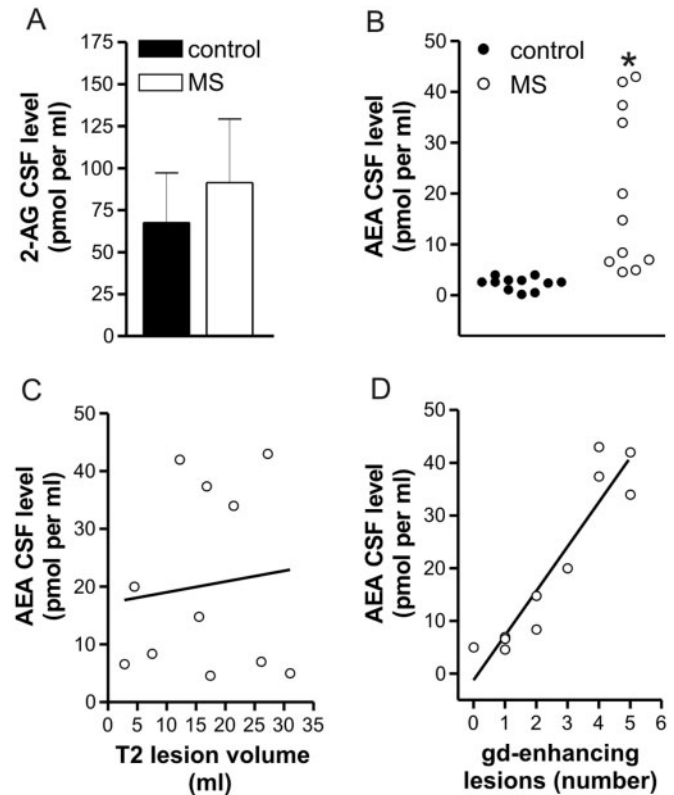 A
2-AG CSF level
(pmol per ml)
175
150
125
100
75
50
25
0
control
MS
B
AEA CSF level
(pmol per ml)
50
40
30
20
10
0
control
MS
*
C
AEA CSF level
(pmol per ml)
50
40
30
20
10
0
0 5 10 15 20 25 30 35
T2 lesion volume
(ml)
D
AEA CSF level
(pmol per ml)
50
40
30
20
10
0
0 1 2 3 4 5 6
gd-enhancing
lesions (number)